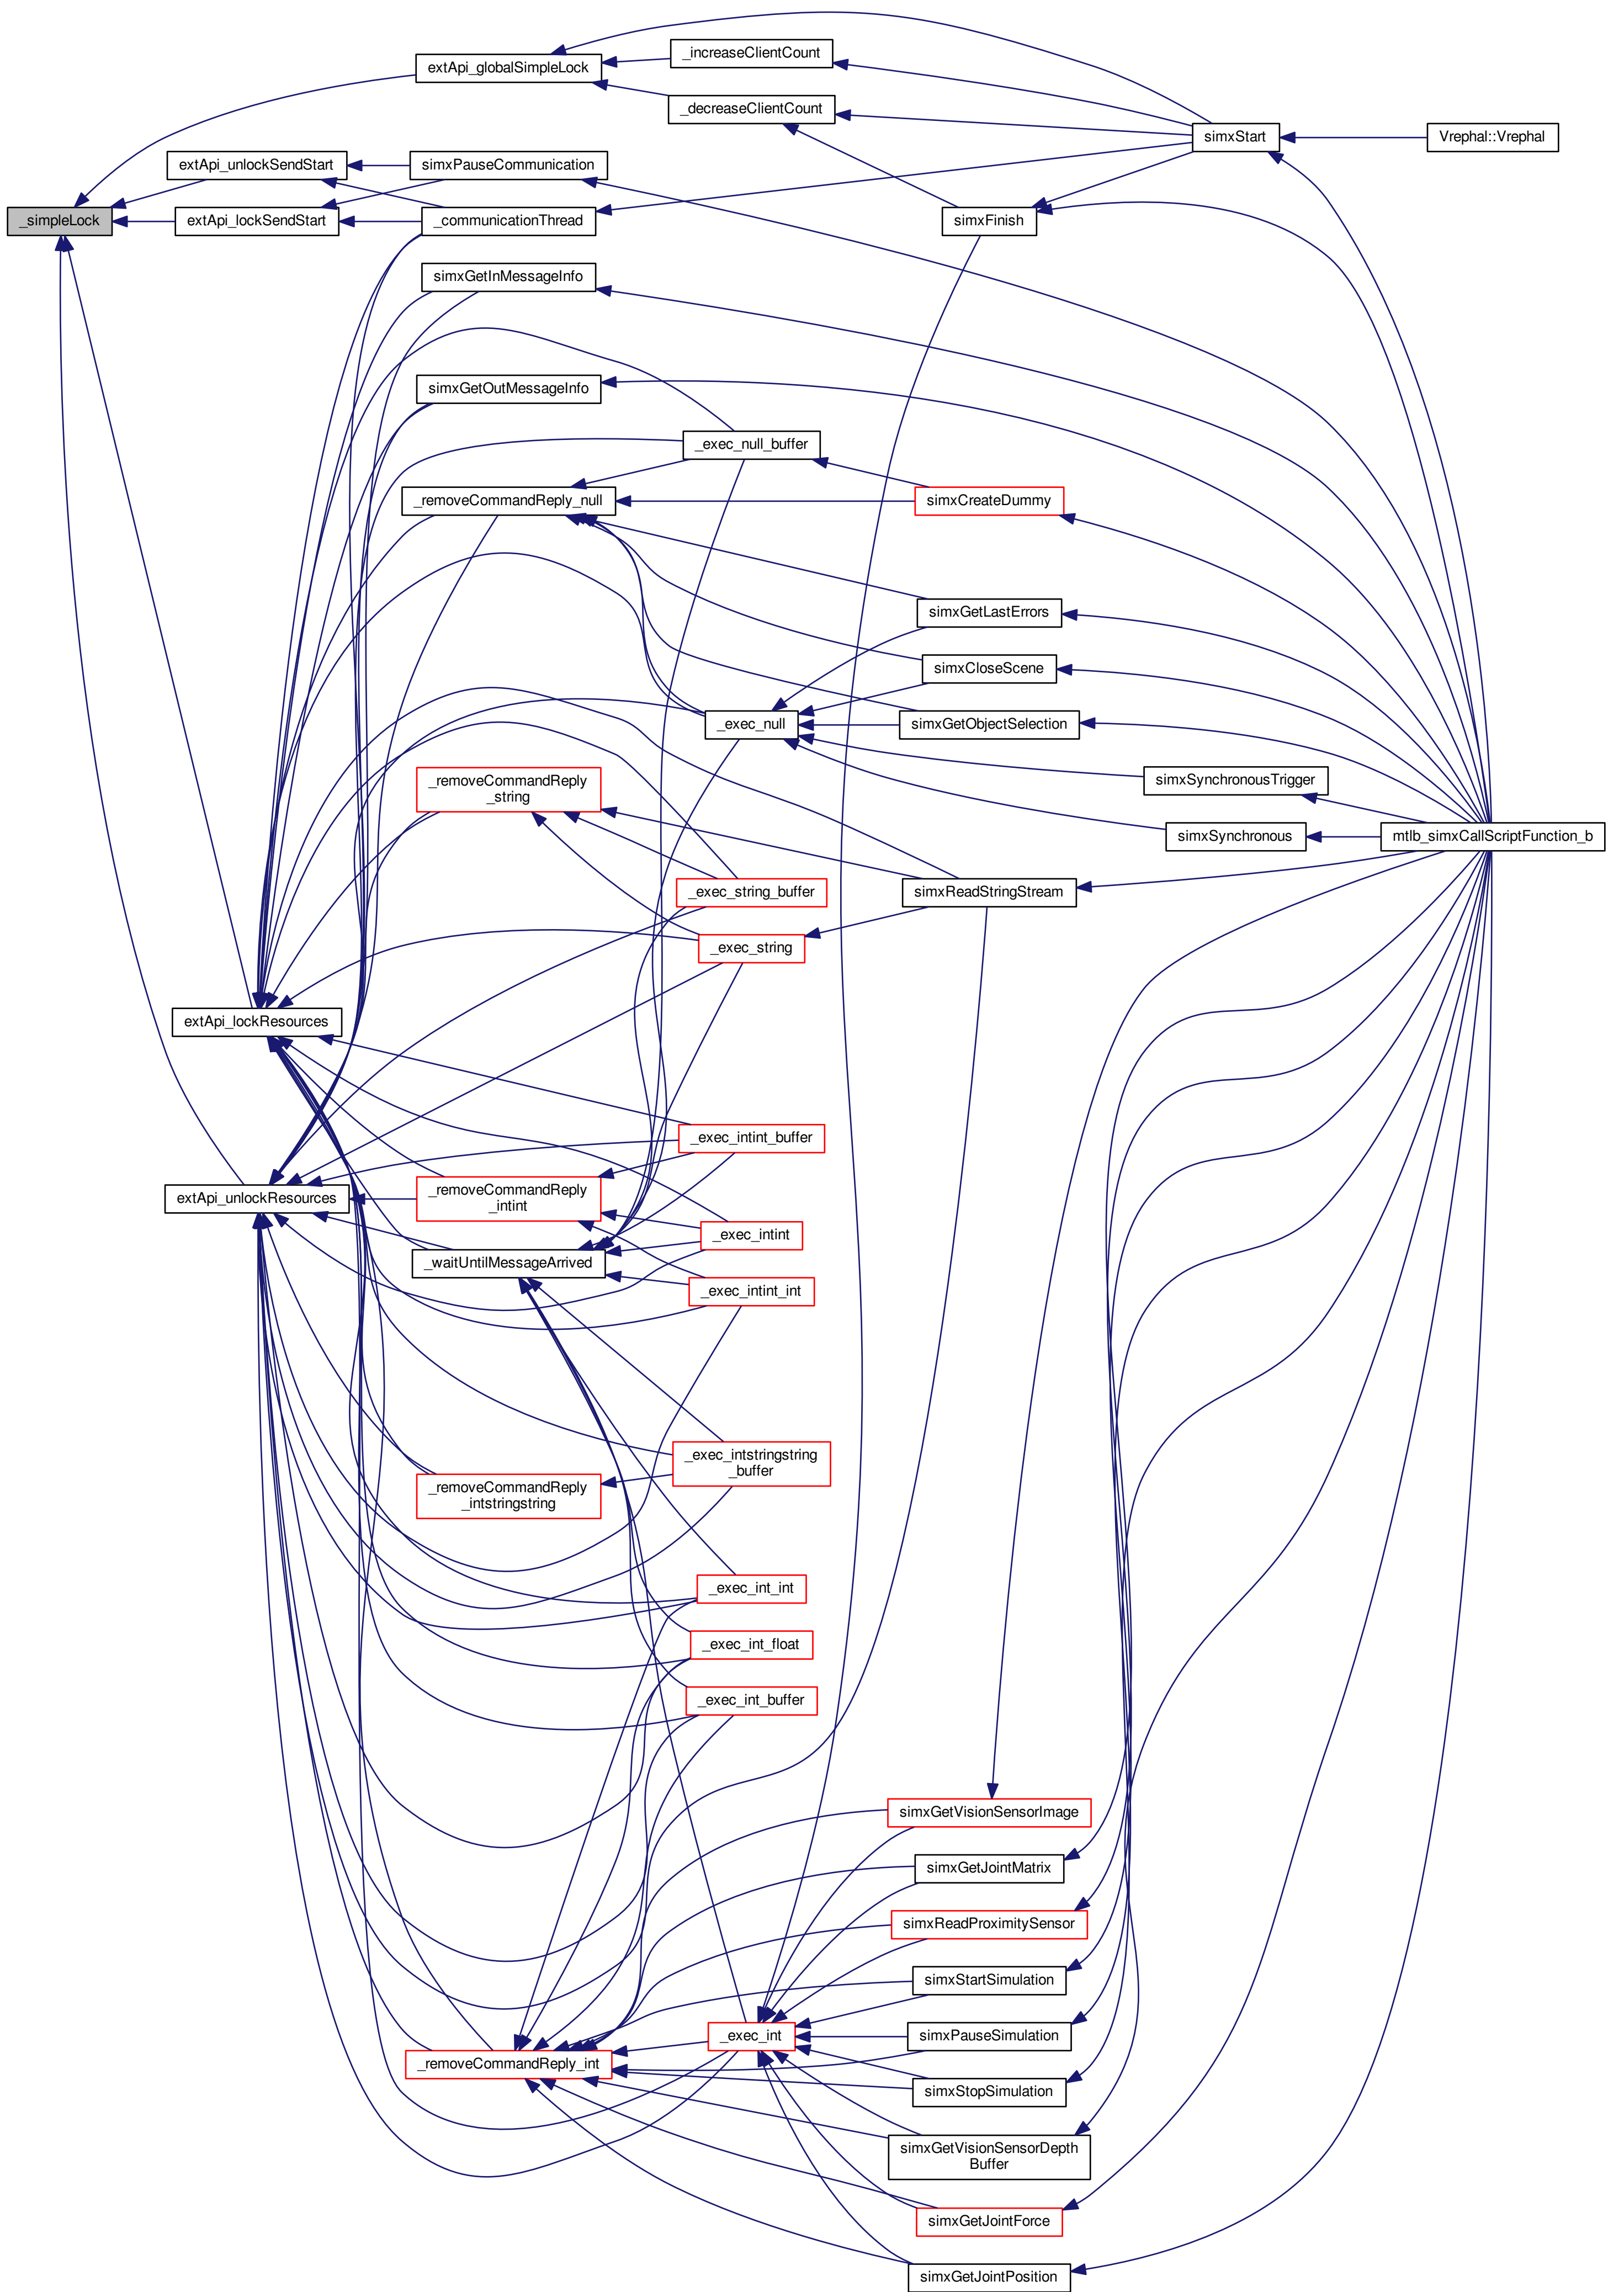 extApi_globalSimpleLock
_increaseClientCount
_decreaseClientCount
simxStart
Vrephal::Vrephal
extApi_unlockSendStart
simxPauseCommunication
_simpleLock
extApi_lockSendStart
_communicationThread
simxFinish
simxGetInMessageInfo
simxGetOutMessageInfo
_exec_null_buffer
_removeCommandReply_null
simxCreateDummy
simxGetLastErrors
simxCloseScene
_exec_null
simxGetObjectSelection
simxSynchronousTrigger
_removeCommandReply
_string
simxSynchronous
mtlb_simxCallScriptFunction_b
_exec_string_buffer
simxReadStringStream
_exec_string
extApi_lockResources
_exec_intint_buffer
extApi_unlockResources
_removeCommandReply
_intint
_exec_intint
_waitUntilMessageArrived
_exec_intint_int
_exec_intstringstring
_buffer
_removeCommandReply
_intstringstring
_exec_int_int
_exec_int_float
_exec_int_buffer
simxGetVisionSensorImage
simxGetJointMatrix
simxReadProximitySensor
simxStartSimulation
_exec_int
simxPauseSimulation
_removeCommandReply_int
simxStopSimulation
simxGetVisionSensorDepth
Buffer
simxGetJointForce
simxGetJointPosition